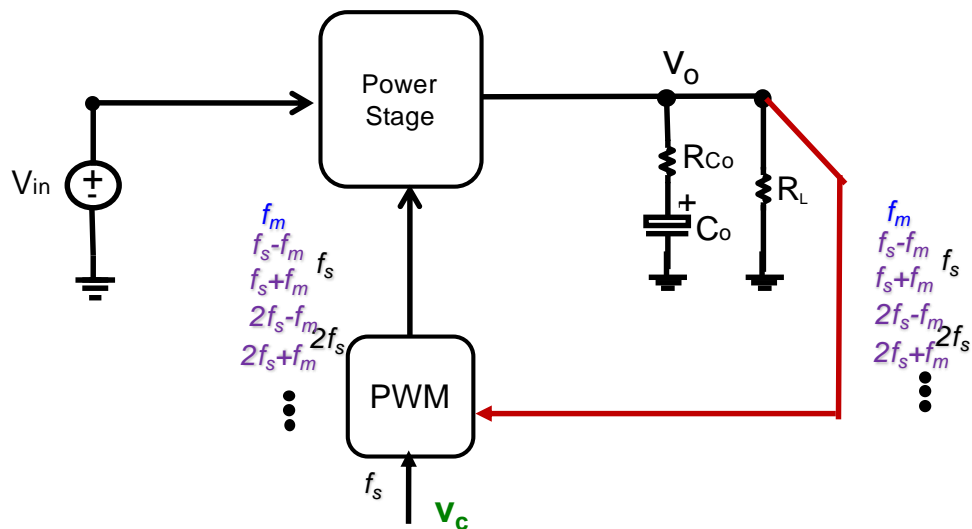 Power
Stage
Vo
Vin
+
-
RCo
+
Co
RL
fm
fs-fm
fs
fs+fm
2fs-fm
2fs
2fs+fm
fm
fs-fm
fs
fs+fm
2fs-fm
2fs
2fs+fm
PWM
fs
vc